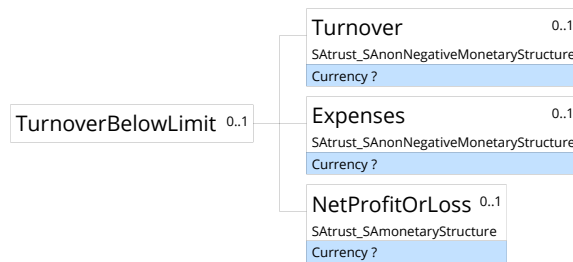 Turnover 0..1
SAtrust_SAnonNegativeMonetaryStructure
Currency ?
TurnoverBelowLimit 0..1
Expenses 0..1
SAtrust_SAnonNegativeMonetaryStructure
Currency ?
NetProfitOrLoss 0..1
SAtrust_SAmonetaryStructure
Currency ?